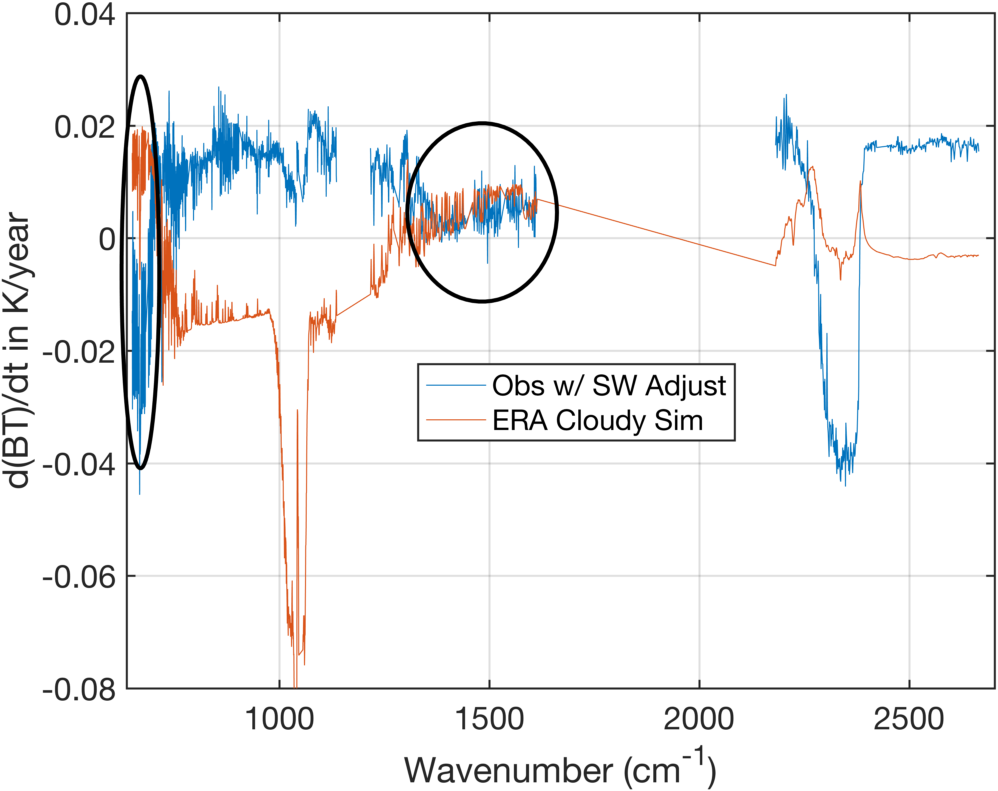 0.04
0.02
0
-0.02
-0.04
-0.06
-0.08
d(BT)/dt in K/year
Obs w/ SW Adjust
ERA Cloudy Sim
1000 1500 2000 2500
Wavenumber (cm-1)